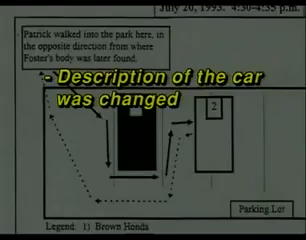 July 20, 1993. 4:30-4:35 p.m.
Patrick walked into the park here, in
the opposite direction from where
Foster's body was later found.
- Description of the car
was changed
2
Parking Lot
Legend: 1) Brown Honda